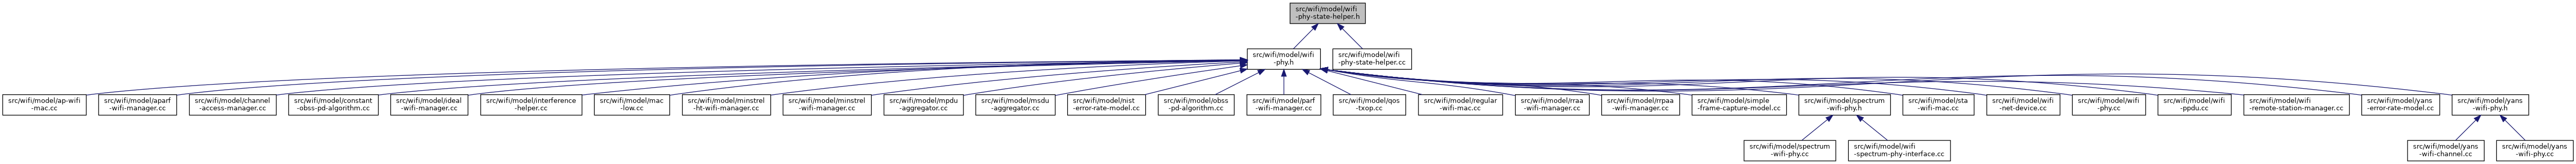 src/wifi/model/wifi
-phy-state-helper.h
src/wifi/model/wifi
-phy.h
src/wifi/model/wifi
-phy-state-helper.cc
src/wifi/model/ap-wifi
-mac.cc
src/wifi/model/aparf
-wifi-manager.cc
src/wifi/model/channel
-access-manager.cc
src/wifi/model/constant
-obss-pd-algorithm.cc
src/wifi/model/ideal
-wifi-manager.cc
src/wifi/model/interference
-helper.cc
src/wifi/model/mac
-low.cc
src/wifi/model/minstrel
-ht-wifi-manager.cc
src/wifi/model/minstrel
-wifi-manager.cc
src/wifi/model/mpdu
-aggregator.cc
src/wifi/model/msdu
-aggregator.cc
src/wifi/model/nist
-error-rate-model.cc
src/wifi/model/obss
-pd-algorithm.cc
src/wifi/model/parf
-wifi-manager.cc
src/wifi/model/qos
-txop.cc
src/wifi/model/regular
-wifi-mac.cc
src/wifi/model/rraa
-wifi-manager.cc
src/wifi/model/rrpaa
-wifi-manager.cc
src/wifi/model/simple
-frame-capture-model.cc
src/wifi/model/spectrum
-wifi-phy.h
src/wifi/model/sta
-wifi-mac.cc
src/wifi/model/wifi
-net-device.cc
src/wifi/model/wifi
-phy.cc
src/wifi/model/wifi
-ppdu.cc
src/wifi/model/wifi
-remote-station-manager.cc
src/wifi/model/yans
-error-rate-model.cc
src/wifi/model/yans
-wifi-phy.h
src/wifi/model/spectrum
-wifi-phy.cc
src/wifi/model/wifi
-spectrum-phy-interface.cc
src/wifi/model/yans
-wifi-channel.cc
src/wifi/model/yans
-wifi-phy.cc